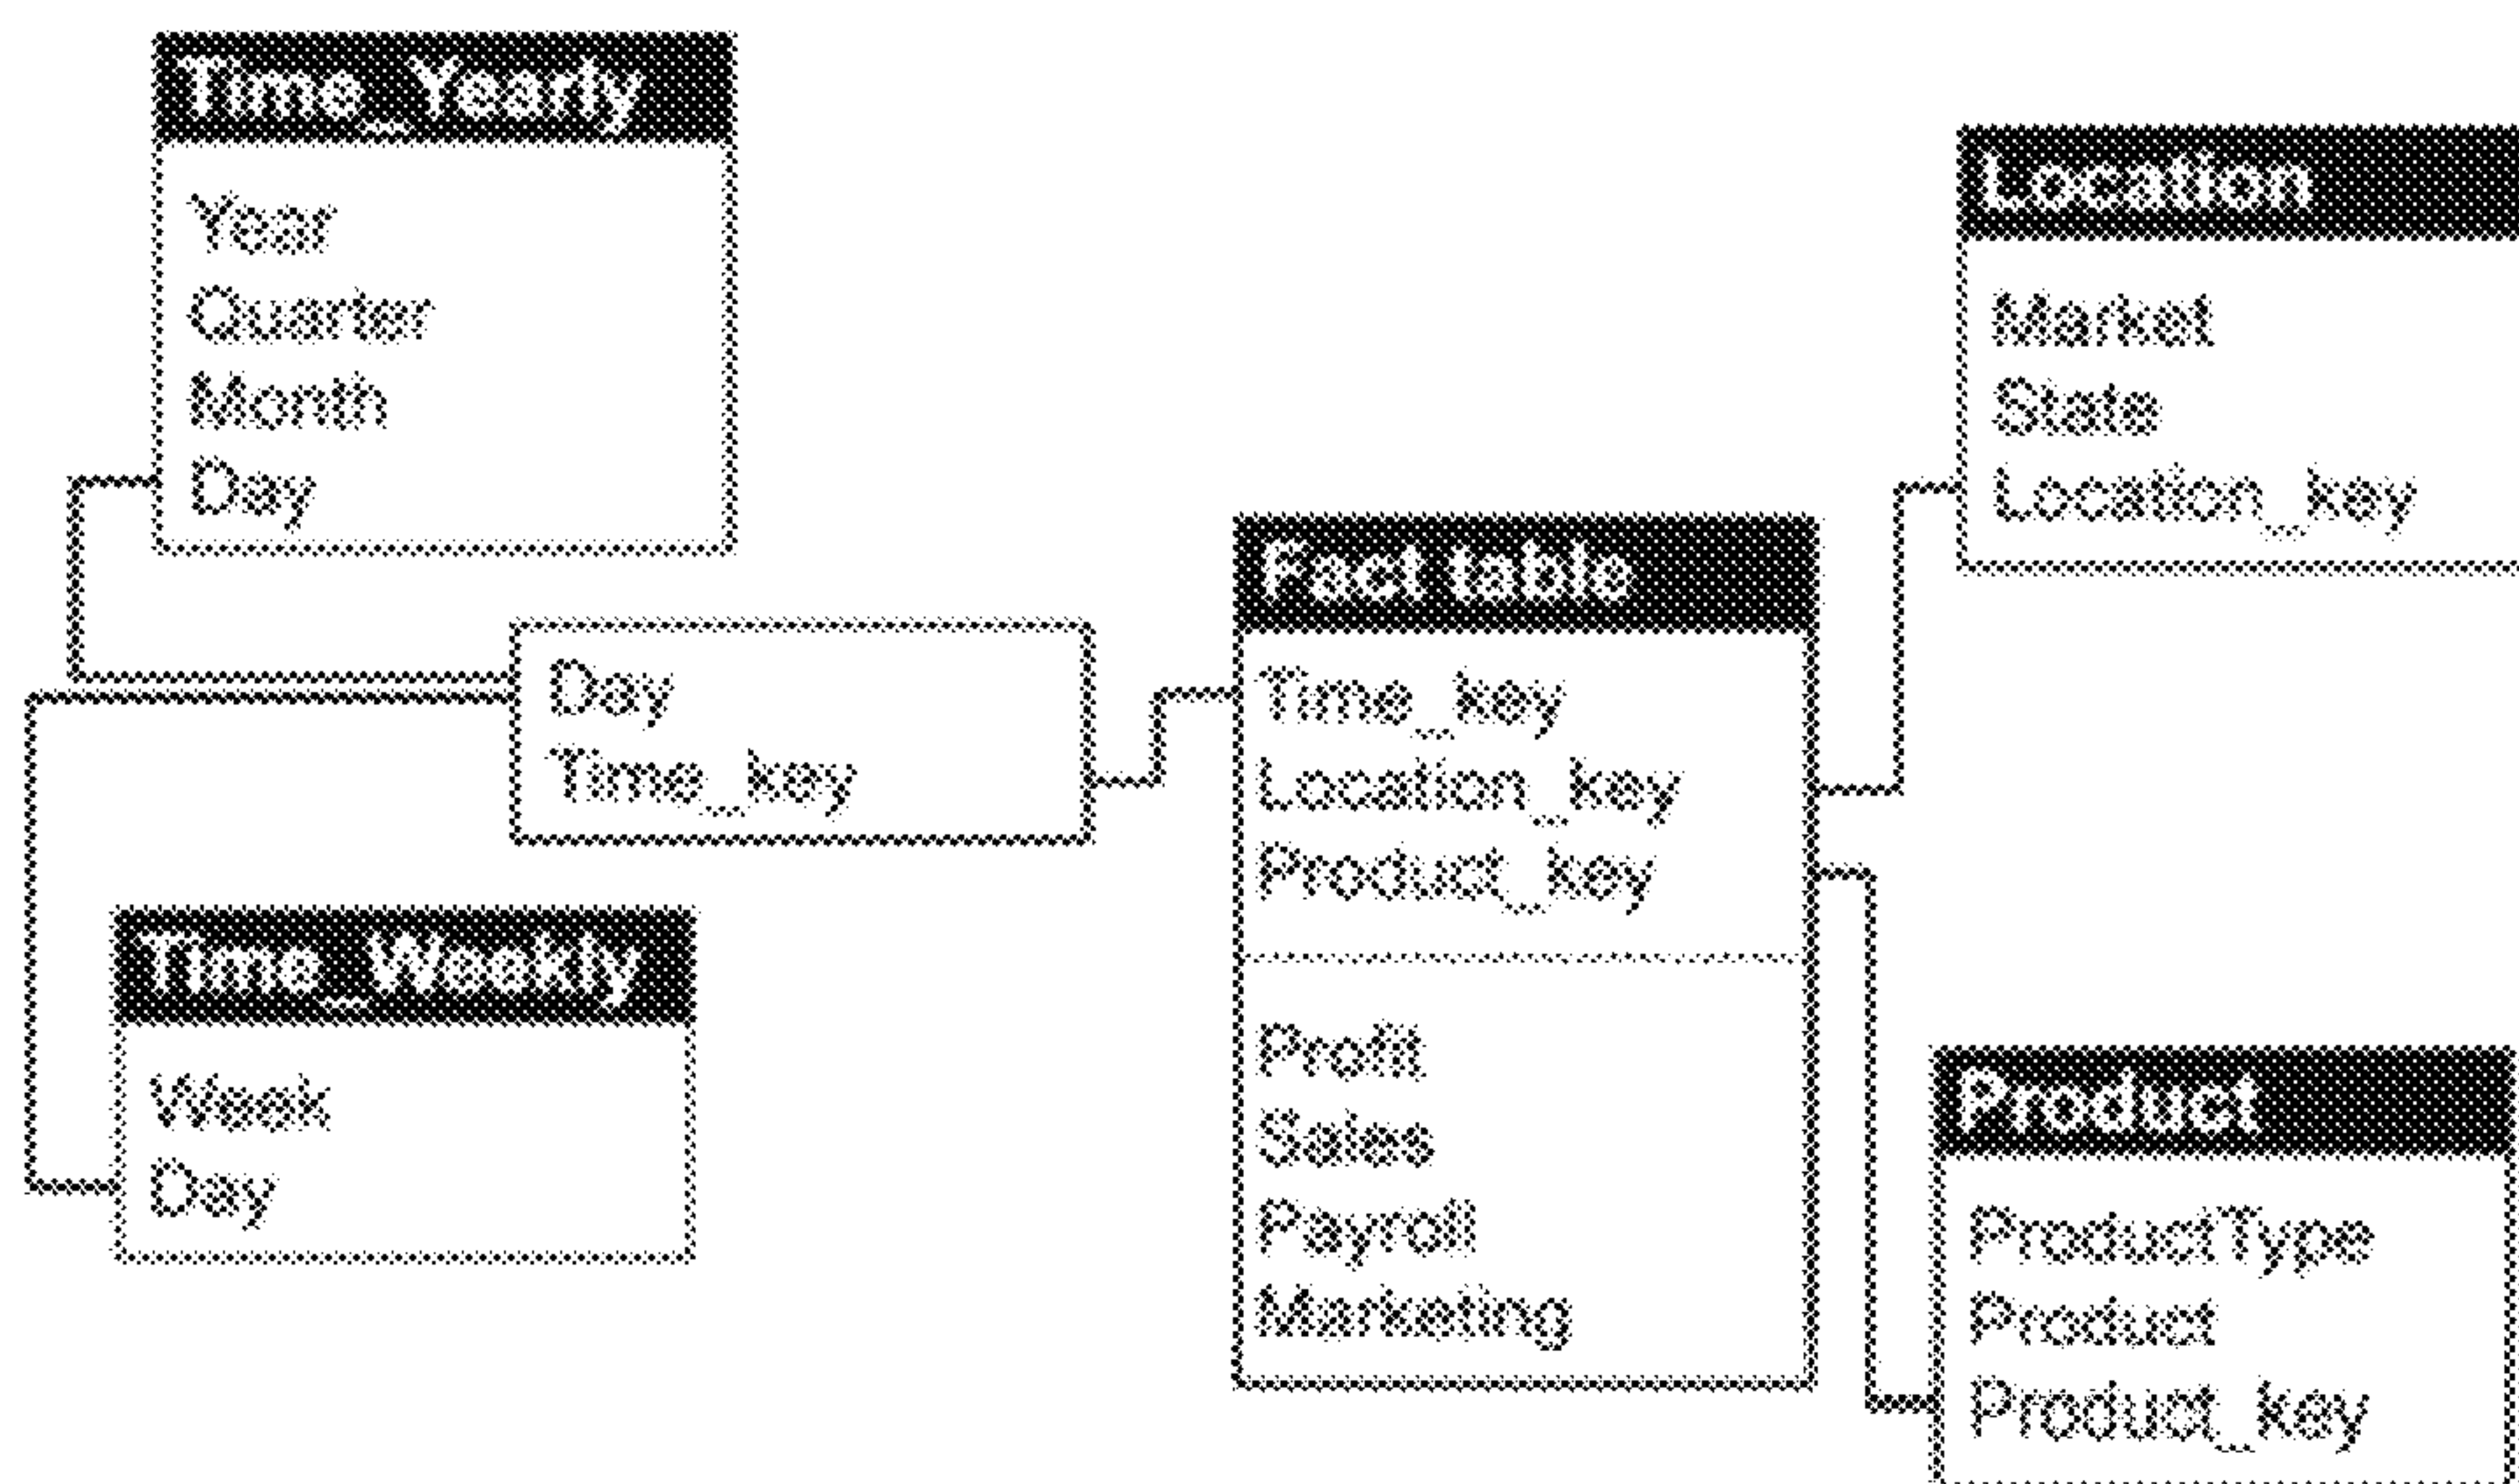 Time_Yearly
Year
Quarter
Month
Day
Day
Time_key
Time_Weekly
Week
Day
Fact table
Time_key
Location_key
Product_key
Profit
Sales
Payroll
Marketing
Location
Market
State
Location_key
Product
ProductType
Product
Product_key